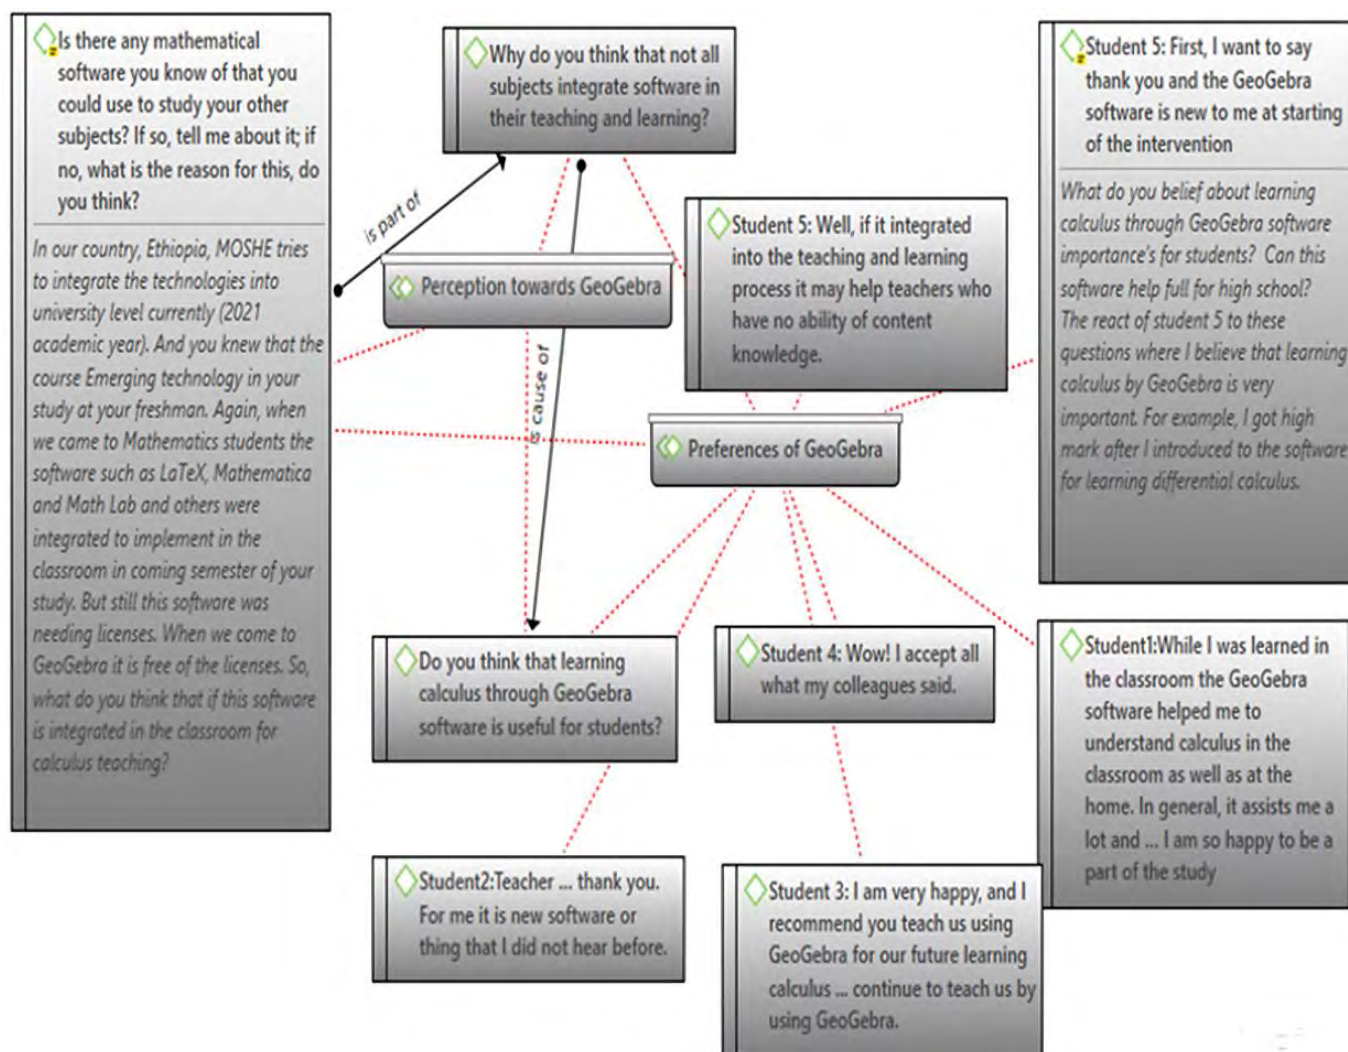 Is there any mathematical
software you know of that you
could use to study your other
subjects? If so, tell me about it; if
no, what is the reason for this, do
you think?
In our country, Ethiopia, MOSHE tries
to integrate the technologies into
university level currently (2021
academic year). And you knew that the
course Emerging technology in your
study at your freshman. Again, when
we came to Mathematics students the
software such as LaTeX, Mathematica
and Math Lab and others were
integrated to implement in the
classroom in coming semester of your
study. But still this software was
needing licenses. When we come to
GeoGebra it is free of the licenses. So,
what do you think that if this software
is integrated in the classroom for
calculus teaching?
is part of
Why do you think that not all
subjects integrate software in
their teaching and learning?
Perception towards GeoGebra
is cause of
Student 5: Well, if it integrated
into the teaching and learning
process it may help teachers who
have no ability of content
knowledge.
Preferences of GeoGebra
Student 5: First, I want to say
thank you and the GeoGebra
software is new to me at starting
of the intervention
What do you belief about learning
calculus through GeoGebra software
importance's for students? Can this
software help full for high school?
The react of student 5 to these
questions where I believe that learning
calculus by GeoGebra is very
important. For example, I got high
mark after I introduced to the software
for learning differential calculus.
Do you think that learning
calculus through GeoGebra
software is useful for students?
Student 4: Wow! I accept all
what my colleagues said.
Student1:While I was learned in
the classroom the GeoGebra
software helped me to
understand calculus in the
classroom as well as at the
home. In general, it assists me a
lot and ... I am so happy to be a
part of the study
Student2:Teacher ... thank you.
For me it is new software or
thing that I did not hear before.
Student 3: I am very happy, and I
recommend you teach us using
GeoGebra for our future learning
calculus ... continue to teach us by
using GeoGebra.